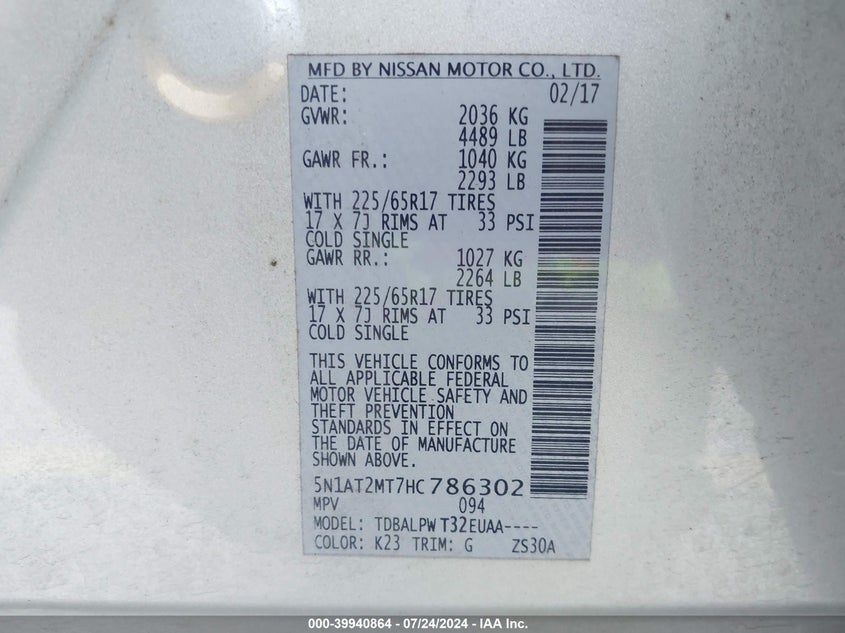 MFD BY NISSAN MOTOR CO., LTD.
DATE: 02/17
GVWR: 2036 KG
4489 LB
GAWR FR.: 1040 KG
2293 LB
WITH 225/65R17 TIRES
17 X 7J RIMS AT 33 PSI
COLD SINGLE
GAWR RR.: 1027 KG
2264 LB
WITH 225/65R17 TIRES
17 X 7J RIMS AT 33 PSI
COLD SINGLE
THIS VEHICLE CONFORMS TO
ALL APPLICABLE FEDERAL
MOTOR VEHICLE SAFETY AND
THEFT PREVENTION
STANDARDS IN EFFECT ON
THE DATE OF MANUFACTURE
SHOWN ABOVE.
5N1AT2MT7HC786302
MPV 094
MODEL: TDBALPW T32EUAA----
COLOR: K23 TRIM: G ZS30A
000-39940864 - 07/24/2024 - IAA Inc.